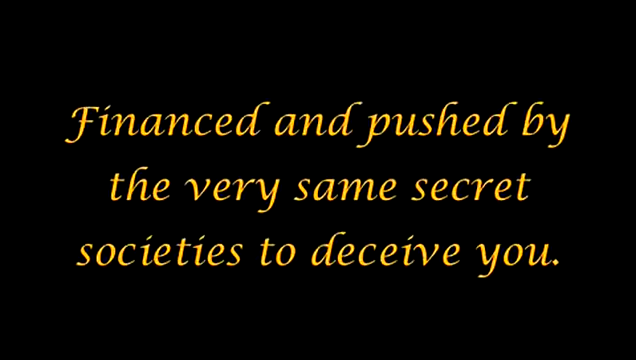 Financed and pushed by
the very same secret
societies to deceive you.